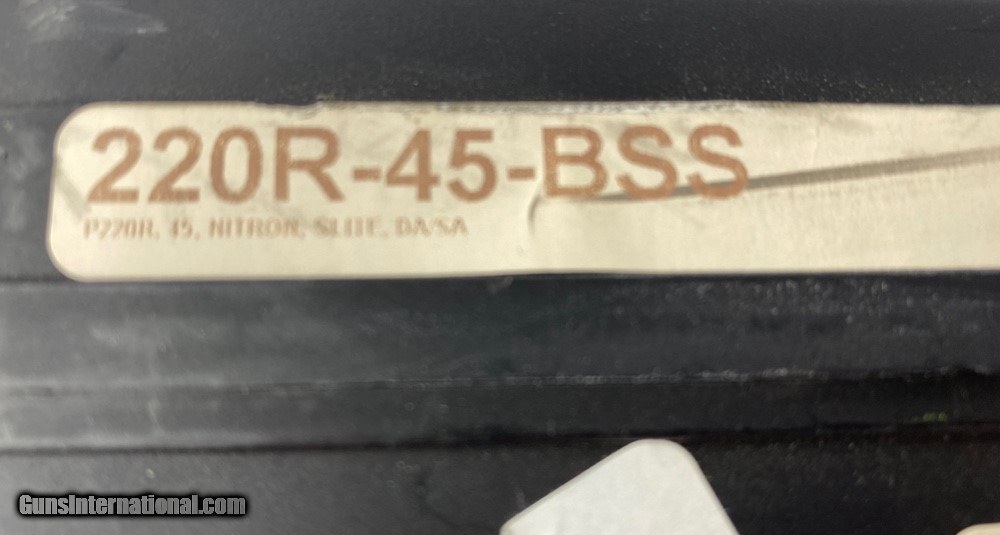 220R-45-BSS
P220R, 45, NITRON, SLITE, DA/SA
GunsInternational.com